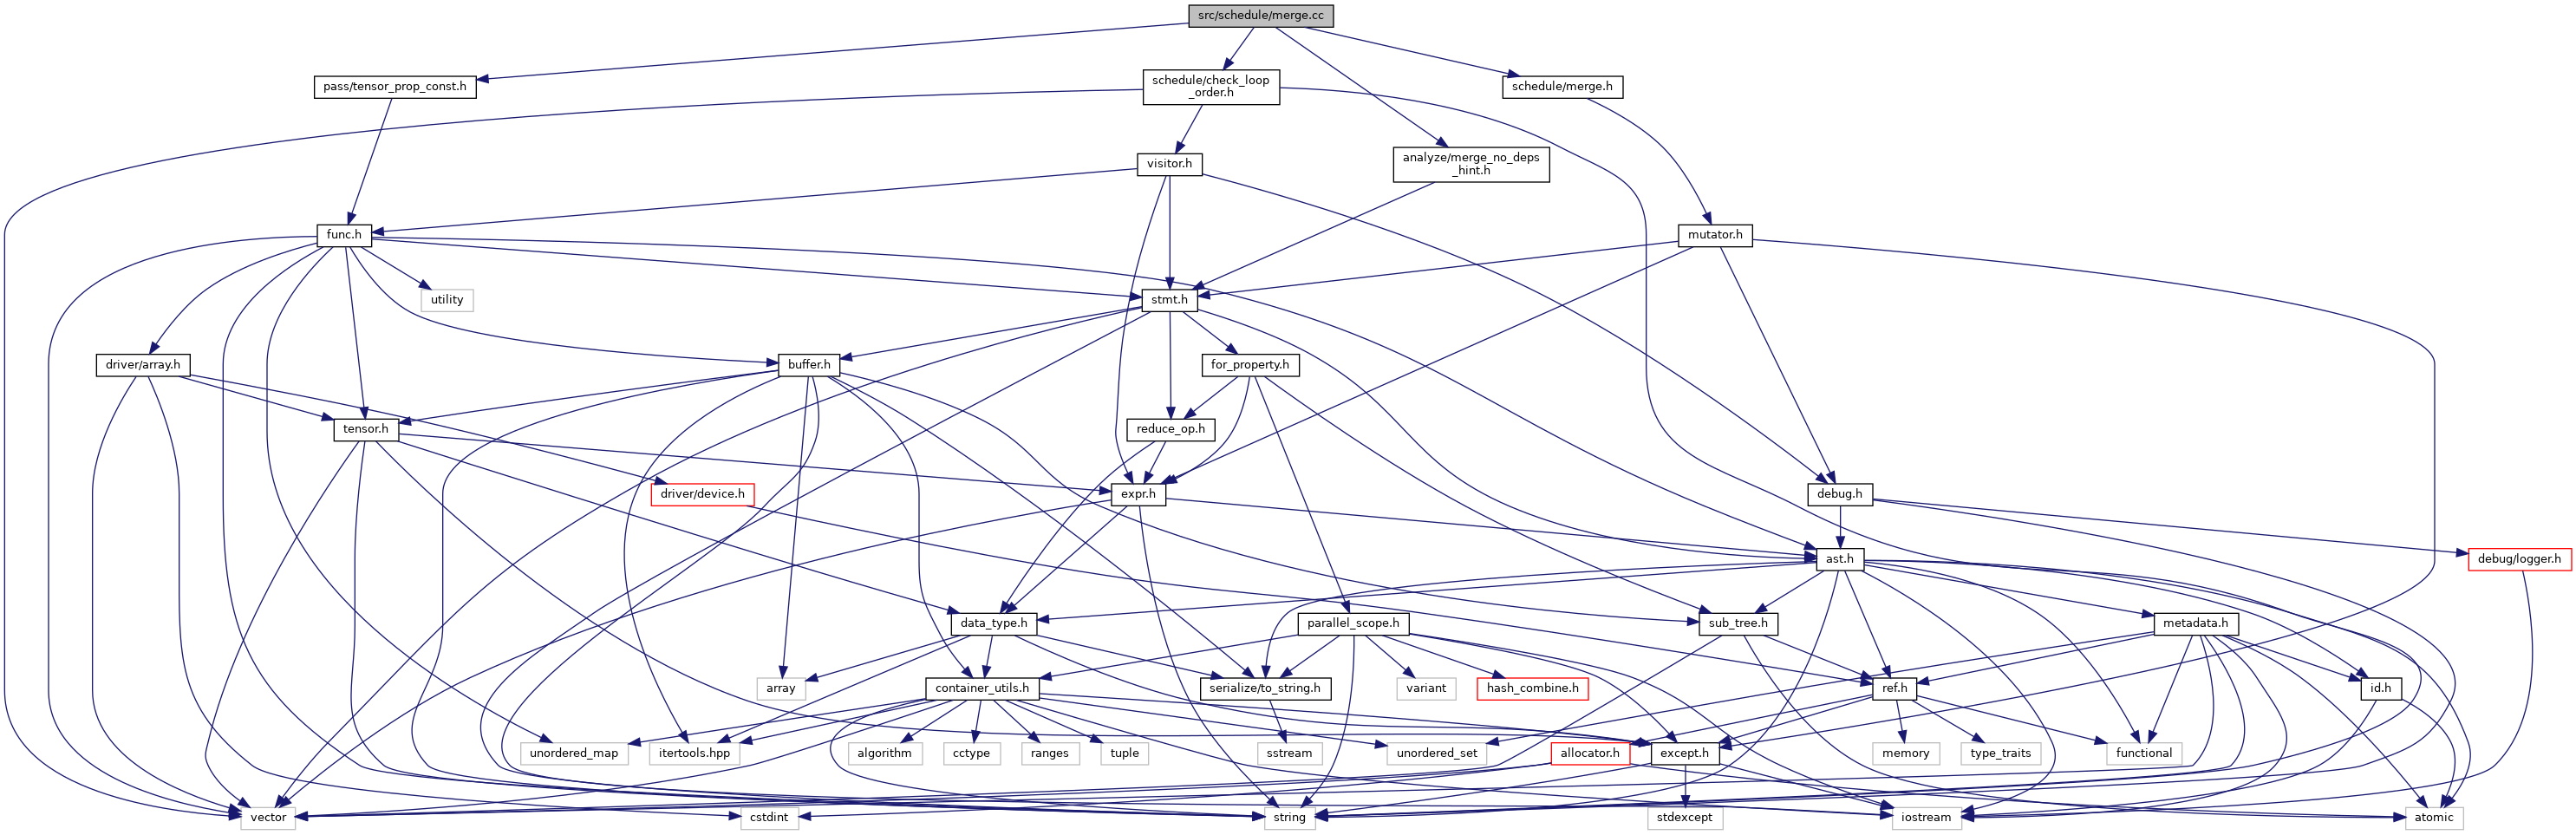 src/schedule/merge.cc
pass/tensor_prop_const.h
schedule/check_loop
_order.h
schedule/merge.h
visitor.h
analyze/merge_no_deps
_hint.h
func.h
mutator.h
utility
stmt.h
driver/array.h
buffer.h
for_property.h
tensor.h
reduce_op.h
driver/device.h
expr.h
debug.h
ast.h
debug/logger.h
data_type.h
parallel_scope.h
sub_tree.h
metadata.h
array
container_utils.h
serialize/to_string.h
variant
hash_combine.h
ref.h
id.h
unordered_map
itertools.hpp
algorithm
cctype
ranges
tuple
sstream
unordered_set
allocator.h
except.h
memory
type_traits
functional
vector
cstdint
string
stdexcept
iostream
atomic